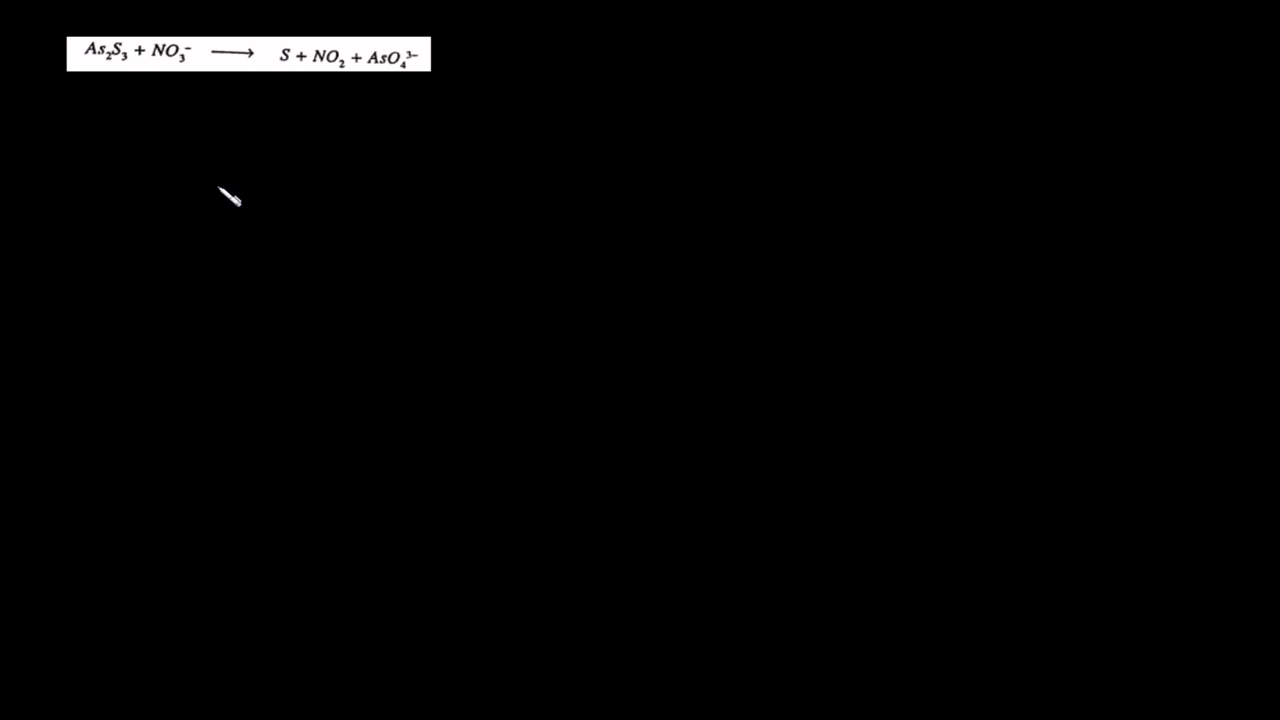 As₂S₃ + NO₃⁻ ⟶ S + NO₂ + AsO₄³⁻